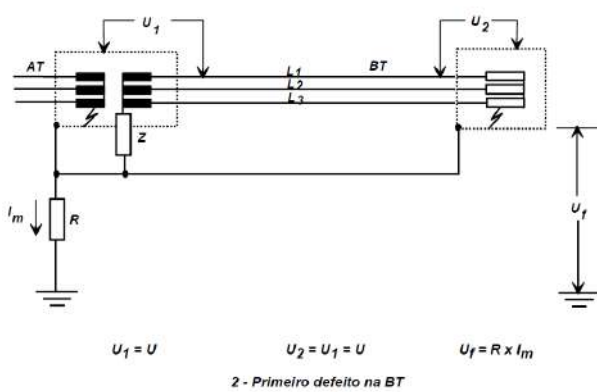 U1
U2
AT
L1
BT
L2
L3
Z
Im
R
Uf
U1 = U
U2 = U1 = U
Uf = R x Im
2 - Primeiro defeito na BT